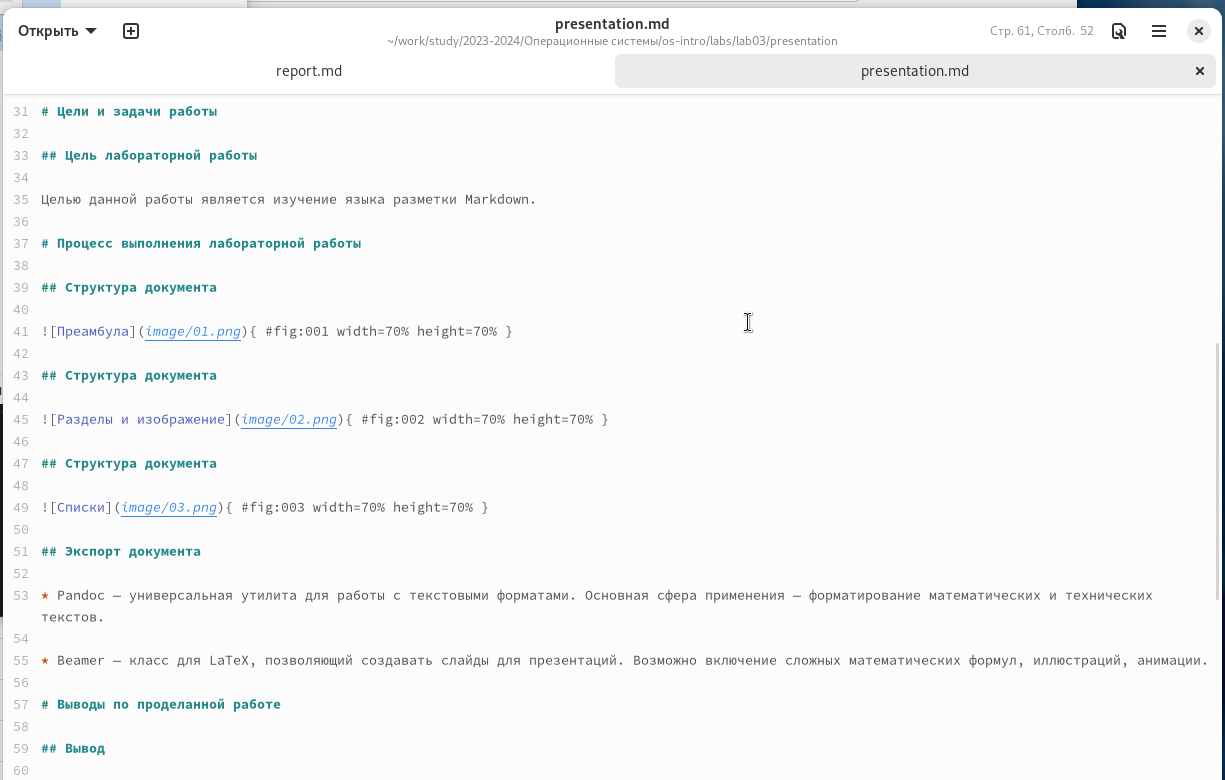 Открыть
presentation.md
~/work/study/2023-2024/Операционные системы/os-intro/labs/lab03/presentation
Стр. 61, Столб. 52
report.md
presentation.md
31 # Цели и задачи работы
32
33 ## Цель лабораторной работы
34
35 Целью данной работы является изучение языка разметки Markdown.
36
37 # Процесс выполнения лабораторной работы
38
39 ## Структура документа
40
41 ![Преамбула](image/01.png){ #fig:001 width=70% height=70% }
42
43 ## Структура документа
44
45 ![Разделы и изображение](image/02.png){ #fig:002 width=70% height=70% }
46
47 ## Структура документа
48
49 ![Списки](image/03.png){ #fig:003 width=70% height=70% }
50
51 ## Экспорт документа
52
53 * Pandoc — универсальная утилита для работы с текстовыми форматами. Основная сфера применения — форматирование математических и технических
текстов.
54
55 * Beamer — класс для LaTeX, позволяющий создавать слайды для презентаций. Возможно включение сложных математических формул, иллюстраций, анимации.
56
57 # Выводы по проделанной работе
58
59 ## Вывод
60